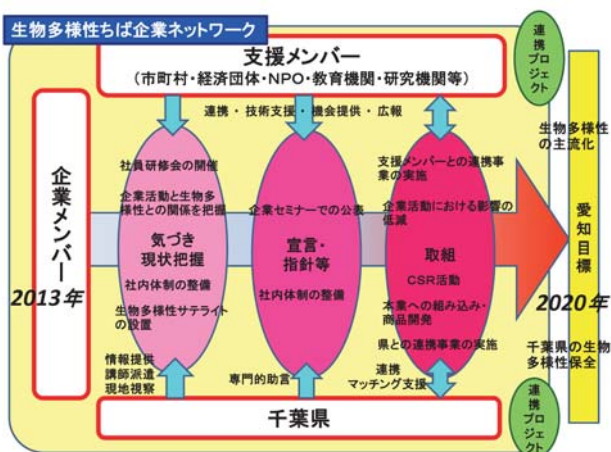 生物多様性ちば企業ネットワーク
支援メンバー
（市町村・経済団体・NPO・教育機関・研究機関等）
連携プロジェクト
連携・技術支援・機会提供・広報
企業メンバー
2013年
社員研修会の開催
企業活動と生物多
様性との関係を把握
気づき
現状把握
社内体制の整備
生物多様性サテライト
の設置
情報提供
講師派遣
現地視察
企業セミナーでの公表
宣言・
指針等
社内体制の整備
専門的助言
支援メンバーとの連携事
業の実施
企業活動における影響の
低減
取組
CSR活動
本業への組み込み・
商品開発
県との連携事業の実施
連携
マッチング支援
生物多様性
の主流化
愛知目標
2020年
千葉県の生物
多様性保全
千葉県
連携プロジェクト